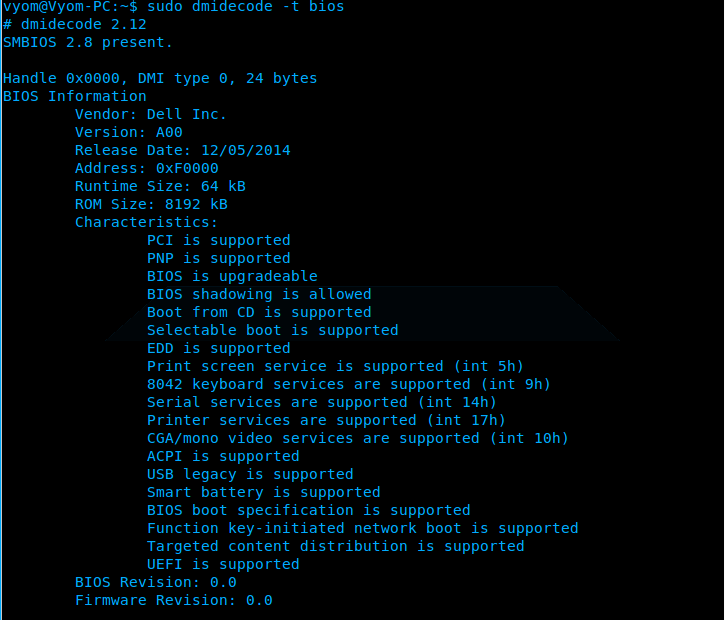 vyom@Vyom-PC:~$ sudo dmidecode -t bios
# dmidecode 2.12
SMBIOS 2.8 present.

Handle 0x0000, DMI type 0, 24 bytes
BIOS Information
        Vendor: Dell Inc.
        Version: A00
        Release Date: 12/05/2014
        Address: 0xF0000
        Runtime Size: 64 kB
        ROM Size: 8192 kB
        Characteristics:
                PCI is supported
                PNP is supported
                BIOS is upgradeable
                BIOS shadowing is allowed
                Boot from CD is supported
                Selectable boot is supported
                EDD is supported
                Print screen service is supported (int 5h)
                8042 keyboard services are supported (int 9h)
                Serial services are supported (int 14h)
                Printer services are supported (int 17h)
                CGA/mono video services are supported (int 10h)
                ACPI is supported
                USB legacy is supported
                Smart battery is supported
                BIOS boot specification is supported
                Function key-initiated network boot is supported
                Targeted content distribution is supported
                UEFI is supported
        BIOS Revision: 0.0
        Firmware Revision: 0.0